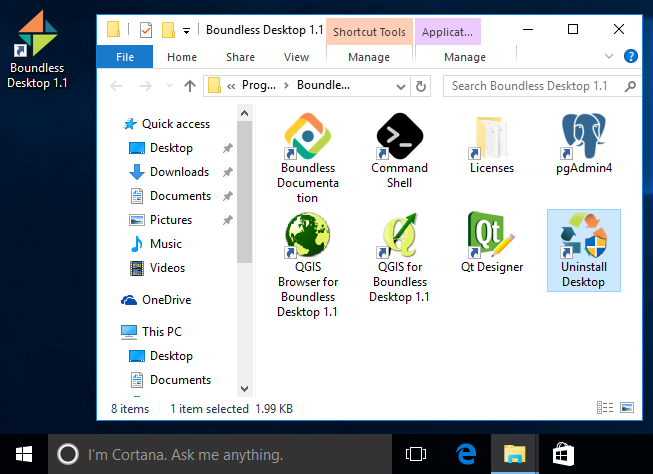 Boundless
Desktop 1.1
Boundless Desktop 1.1
Shortcut Tools
Applicat...
File
Home
Share
View
Manage
Manage
?
« Prog... > Boundle...
Search Boundless Desktop 1.1
Quick access
Desktop
Downloads
Documents
Pictures
Music
Videos
OneDrive
This PC
Desktop
Documents
Boundless
Documenta
tion
Command
Shell
Licenses
pgAdmin4
QGIS
Browser for
Boundless
Desktop 1.1
QGIS for
Boundless
Desktop 1.1
Qt
Qt Designer
Uninstall
Desktop
8 items
1 item selected 1.99 KB
I'm Cortana. Ask me anything.